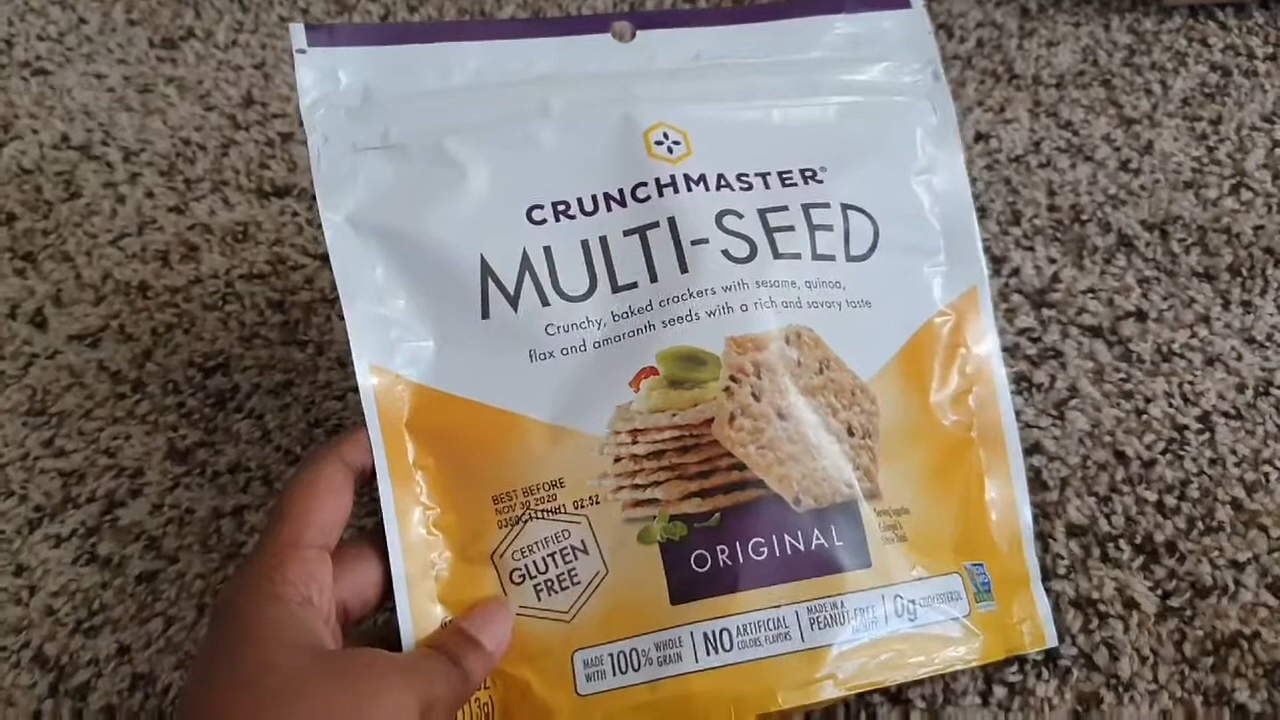 CRUNCHMASTER®
MULTI-SEED
Crunchy, baked crackers with sesame, quinoa,
flax and amaranth seeds with a rich and savory taste
BEST BEFORE
NOV 30 2020
02:52
CERTIFIED
GLUTEN
FREE
ORIGINAL
MADE WITH 100% WHOLE GRAIN
NO ARTIFICIAL COLORS, FLAVORS
MADE IN A PEANUT-FREE FACILITY
0g CHOLESTEROL